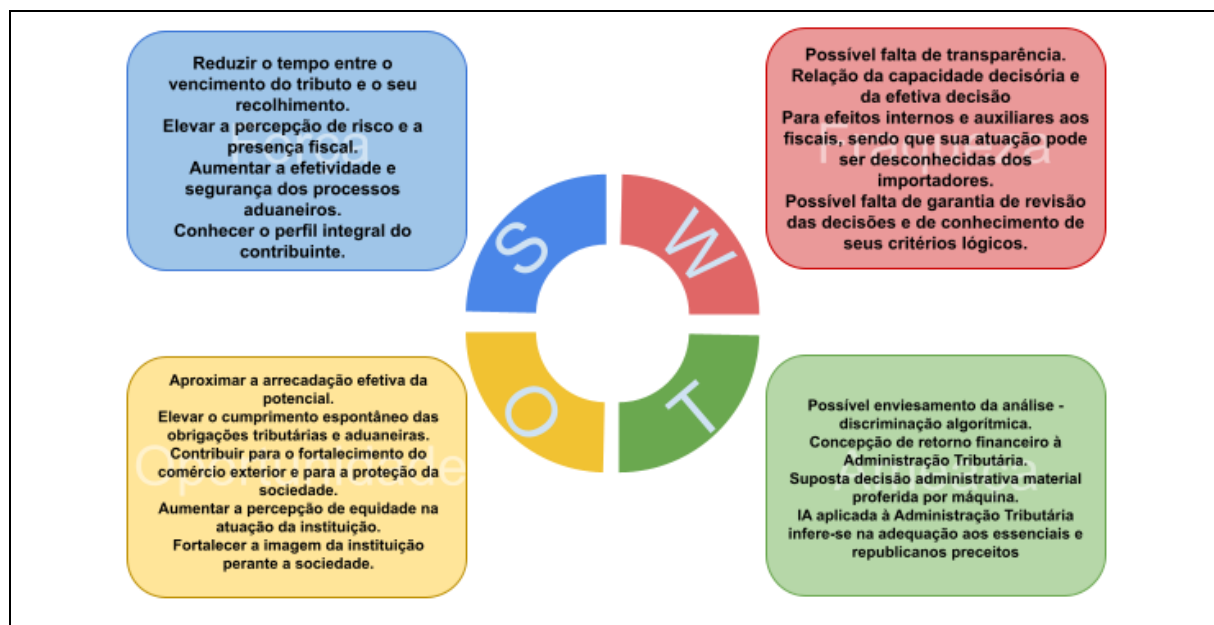 Reduzir o tempo entre o
vencimento do tributo e o seu
recolhimento.
Elevar a percepção de risco e a
presença fiscal.
Aumentar a efetividade e
segurança dos processos
aduaneiros.
Conhecer o perfil integral do
contribuinte.
Força
Possível falta de transparência.
Relação da capacidade decisória e
da efetiva decisão
Para efeitos internos e auxiliares aos
fiscais, sendo que sua atuação pode
ser desconhecidas dos
importadores.
Possível falta de garantia de revisão
das decisões e de conhecimento de
seus critérios lógicos.
Fraqueza
S
W
O
T
Aproximar a arrecadação efetiva da
potencial.
Elevar o cumprimento espontâneo das
obrigações tributárias e aduaneiras.
Contribuir para o fortalecimento do
comércio exterior e para a proteção da
sociedade.
Aumentar a percepção de equidade na
atuação da instituição.
Fortalecer a imagem da instituição
perante a sociedade.
Oportunidade
Possível enviesamento da análise -
discriminação algorítmica.
Concepção de retorno financeiro à
Administração Tributária.
Suposta decisão administrativa material
proferida por máquina.
IA aplicada à Administração Tributária
infere-se na adequação aos essenciais e
republicanos preceitos
Ameaça